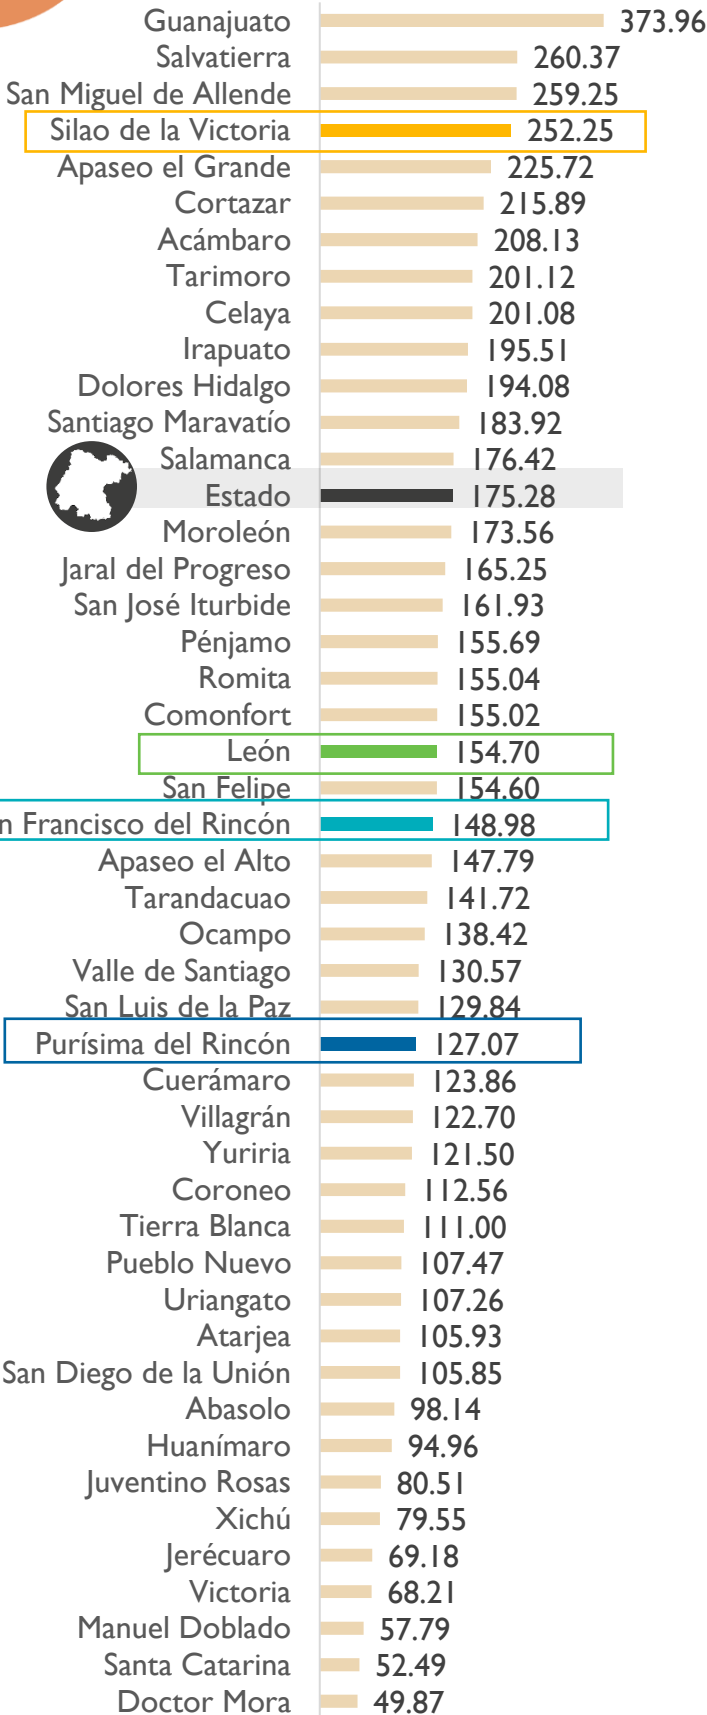 Guanajuato 373.96
Salvatierra 260.37
San Miguel de Allende 259.25
Silao de la Victoria 252.25
Apaseo el Grande 225.72
Cortazar 215.89
Acámbaro 208.13
Tarimoro 201.12
Celaya 201.08
Irapuato 195.51
Dolores Hidalgo 194.08
Santiago Maravatío 183.92
Salamanca 176.42
Estado 175.28
Moroleón 173.56
Jaral del Progreso 165.25
San José Iturbide 161.93
Pénjamo 155.69
Romita 155.04
Comonfort 155.02
León 154.70
San Felipe 154.60
n Francisco del Rincón 148.98
Apaseo el Alto 147.79
Tarandacuao 141.72
Ocampo 138.42
Valle de Santiago 130.57
San Luis de la Paz 129.84
Purísima del Rincón 127.07
Cuerámaro 123.86
Villagrán 122.70
Yuriria 121.50
Coroneo 112.56
Tierra Blanca 111.00
Pueblo Nuevo 107.47
Uriangato 107.26
Atarjea 105.93
San Diego de la Unión 105.85
Abasolo 98.14
Huanímaro 94.96
Juventino Rosas 80.51
Xichú 79.55
Jerécuaro 69.18
Victoria 68.21
Manuel Doblado 57.79
Santa Catarina 52.49
Doctor Mora 49.87